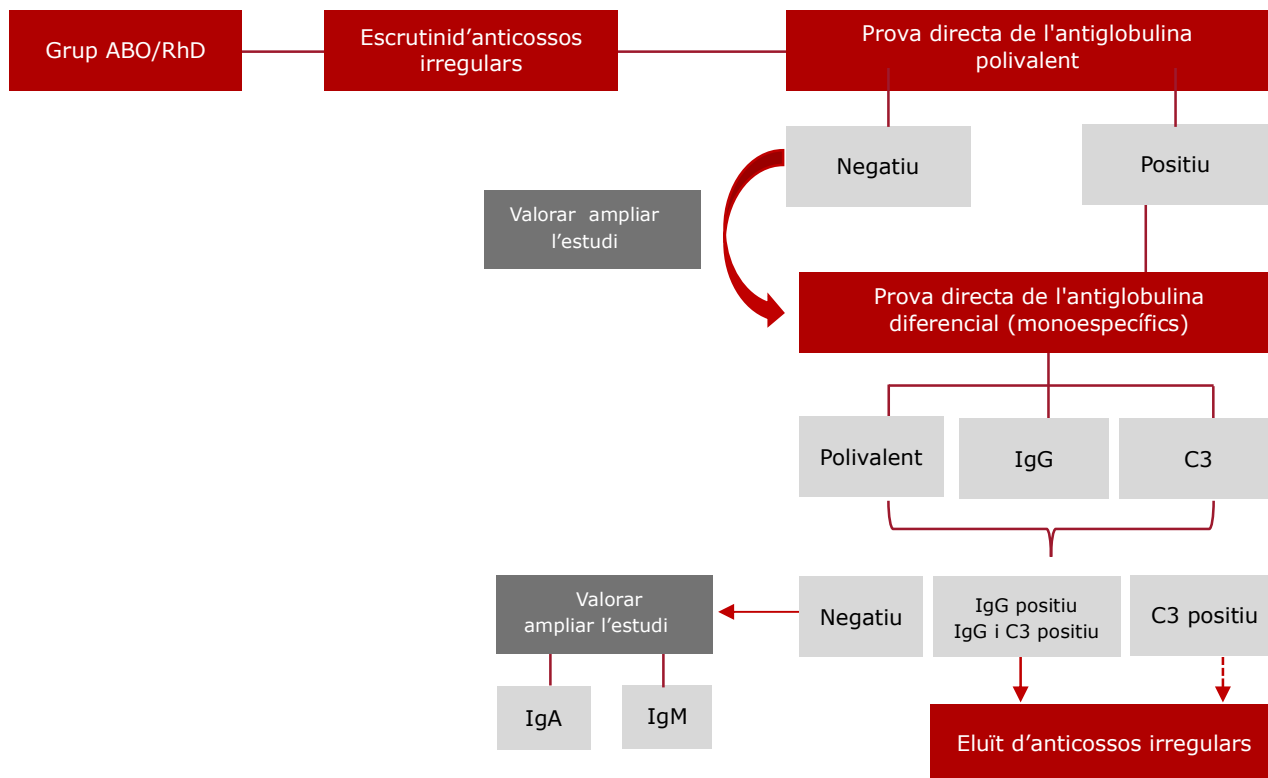 Grup ABO/RhD
Escrutinid’anticossos
irregulars
Prova directa de l'antiglobulina
polivalent
Negatiu
Positiu
Valorar ampliar
l’estudi
Prova directa de l'antiglobulina
diferencial (monoespecífics)
Polivalent
IgG
C3
Valorar
ampliar l’estudi
Negatiu
IgG positiu
IgG i C3 positiu
C3 positiu
IgA
IgM
Eluït d’anticossos irregulars